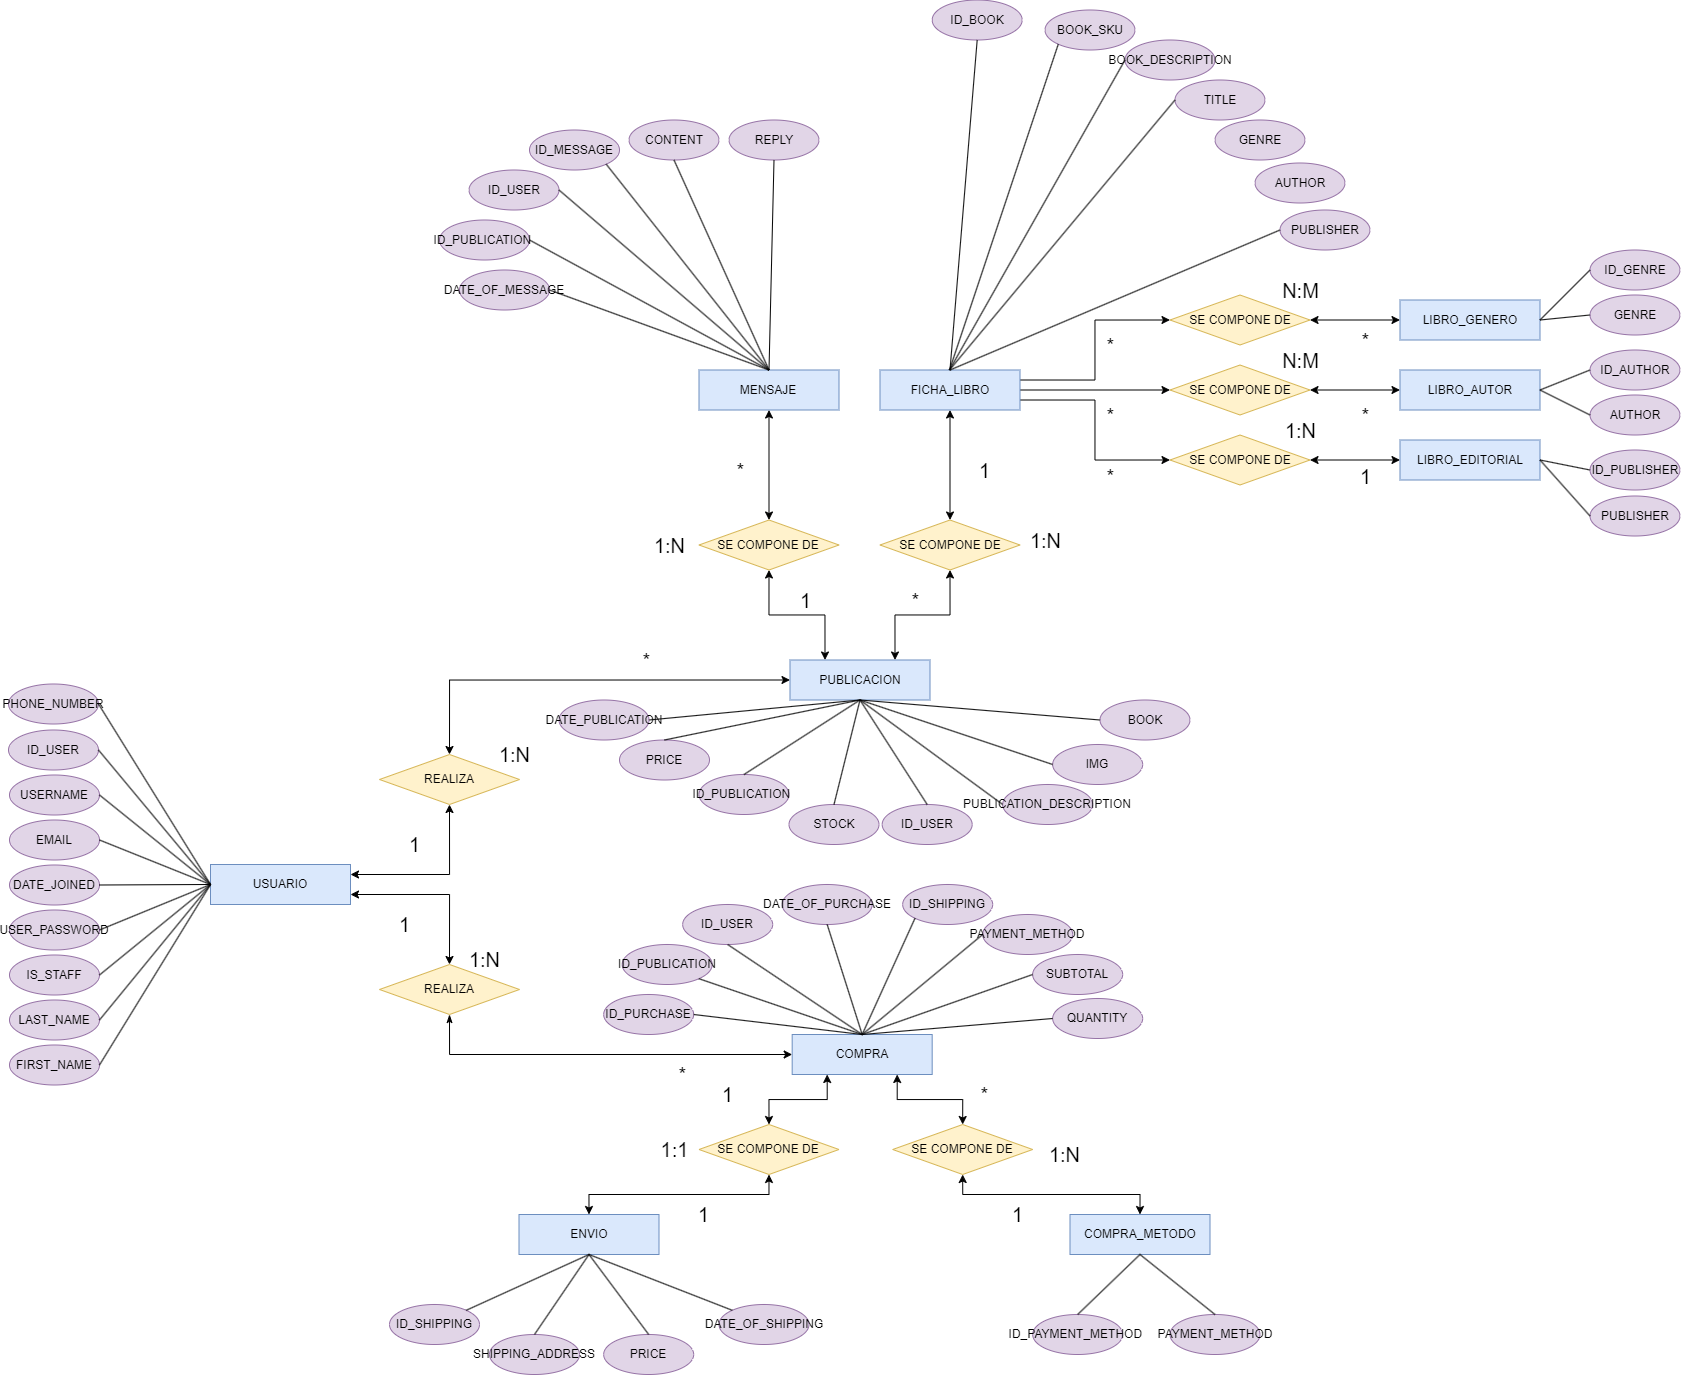 ID_BOOK
BOOK_SKU
BOOK_DESCRIPTION
TITLE
GENRE
AUTHOR
PUBLISHER
REPLY
CONTENT
ID_MESSAGE
ID_USER
ID_PUBLICATION
DATE_OF_MESSAGE
MENSAJE
FICHA_LIBRO
N:M
SE COMPONE DE
*
*
LIBRO_GENERO
ID_GENRE
GENRE
N:M
SE COMPONE DE
*
*
LIBRO_AUTOR
ID_AUTHOR
AUTHOR
1:N
SE COMPONE DE
*
1
LIBRO_EDITORIAL
ID_PUBLISHER
PUBLISHER
*
1
1:N
SE COMPONE DE
SE COMPONE DE
1:N
1
*
*
PUBLICACION
DATE_PUBLICATION
PRICE
ID_PUBLICATION
STOCK
ID_USER
PUBLICATION_DESCRIPTION
IMG
BOOK
1:N
REALIZA
1
PHONE_NUMBER
ID_USER
USERNAME
EMAIL
DATE_JOINED
USER_PASSWORD
IS_STAFF
LAST_NAME
FIRST_NAME
USUARIO
1
1:N
REALIZA
*
ID_PURCHASE
ID_PUBLICATION
ID_USER
DATE_OF_PURCHASE
ID_SHIPPING
PAYMENT_METHOD
SUBTOTAL
QUANTITY
COMPRA
1
*
1:1
SE COMPONE DE
SE COMPONE DE
1:N
1
1
ENVIO
COMPRA_METODO
ID_SHIPPING
SHIPPING_ADDRESS
PRICE
DATE_OF_SHIPPING
ID_PAYMENT_METHOD
PAYMENT_METHOD